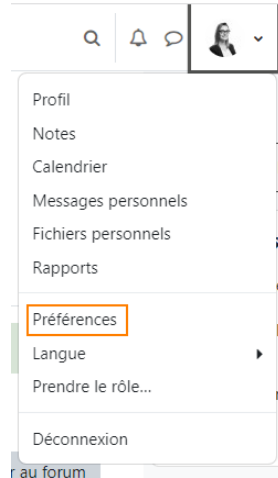 Profil
Notes
Calendrier
Messages personnels
Fichiers personnels
Rapports
Préférences
Langue
Prendre le rôle...
Déconnexion
r au forum